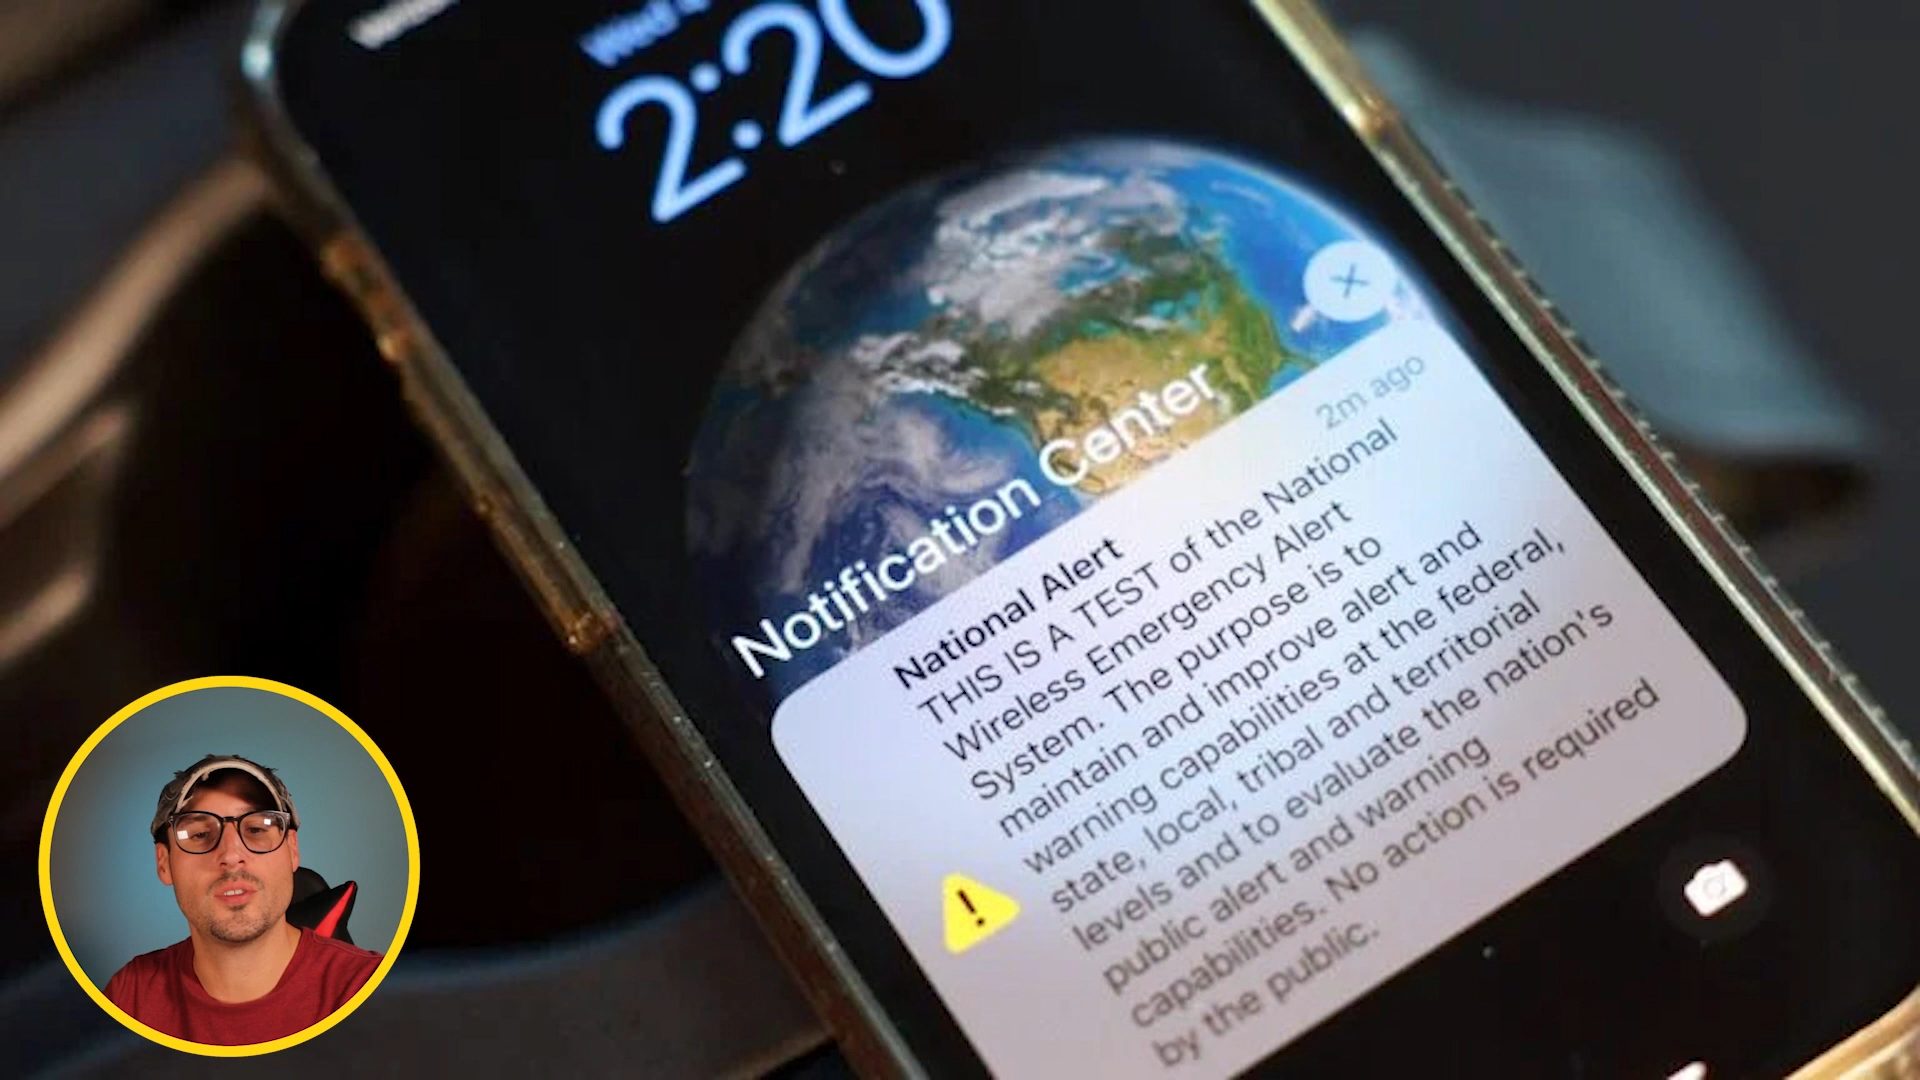 Wed
2:20
Notification Center
National Alert
2m ago
THIS IS A TEST of the National
Wireless Emergency Alert
System. The purpose is to
maintain and improve alert and
warning capabilities at the federal,
state, local, tribal and territorial
levels and to evaluate the nation's
public alert and warning
capabilities. No action is required
by the public.